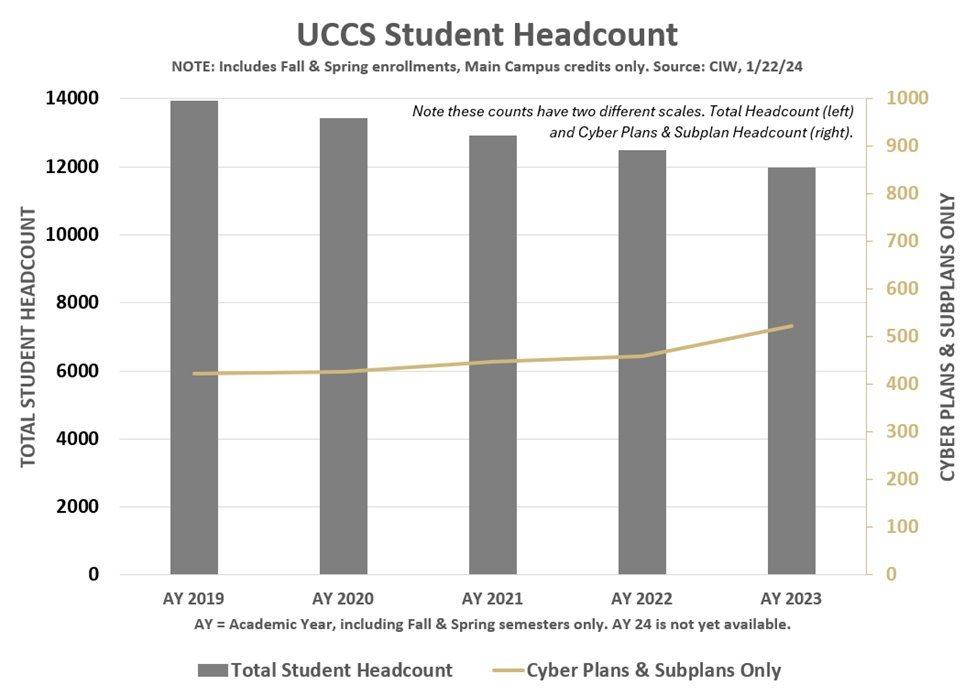 UCCS Student Headcount
NOTE: Includes Fall & Spring enrollments, Main Campus credits only. Source: CIW, 1/22/24
Note these counts have two different scales. Total Headcount (left)
and Cyber Plans & Subplan Headcount (right).
TOTAL STUDENT HEADCOUNT
14000
12000
10000
8000
6000
4000
2000
0
1000
900
800
700
600
500
400
300
200
100
0
CYBER PLANS & SUBPLANS ONLY
AY 2019 AY 2020 AY 2021 AY 2022 AY 2023
AY = Academic Year, including Fall & Spring semesters only. AY 24 is not yet available.
Total Student Headcount Cyber Plans & Subplans Only